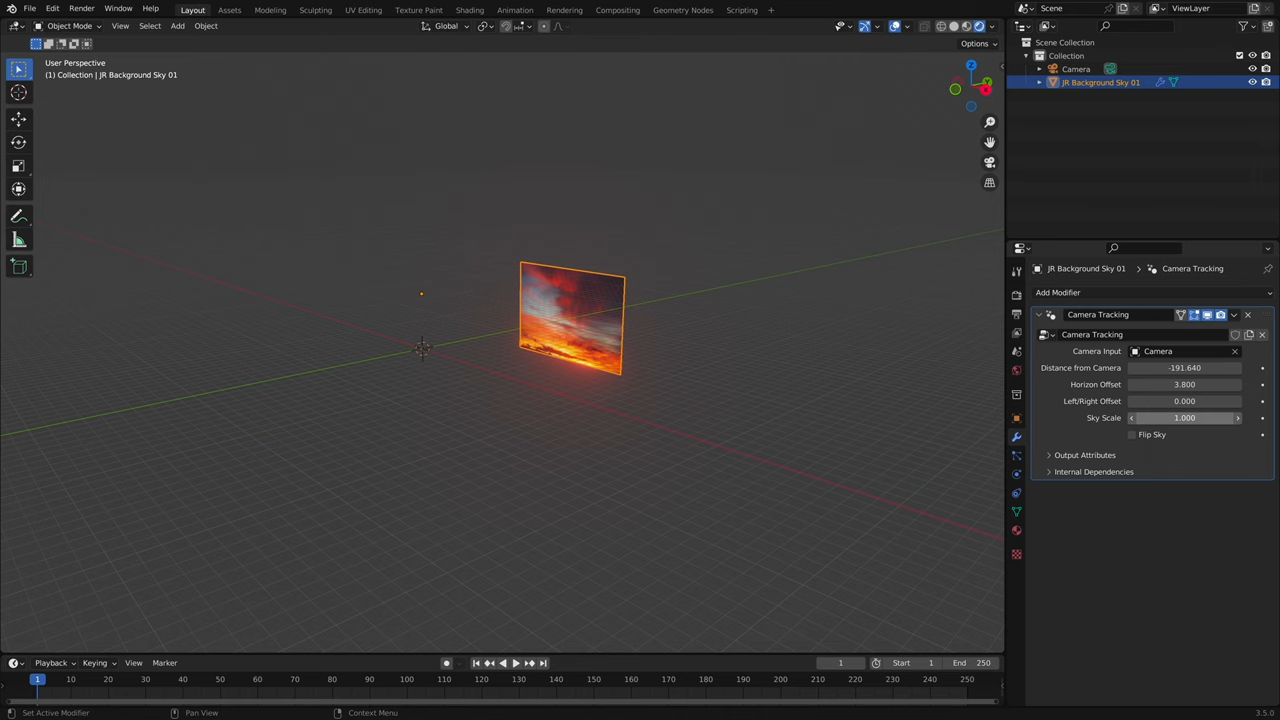 File Edit Render Window Help Layout Assets Modeling Sculpting UV Editing Texture Paint Shading Animation Rendering Compositing Geometry Nodes Scripting + Scene ViewLayer
Object Mode View Select Add Object Global
Options
User Perspective
(1) Collection | JR Background Sky 01
Z
Y
X
Scene Collection
Collection
Camera
JR Background Sky 01
JR Background Sky 01 > Camera Tracking
Add Modifier
Camera Tracking
Camera Tracking
Camera Input Camera
Distance from Camera -191.640
Horizon Offset 3.800
Left/Right Offset 0.000
Sky Scale 1.000
Flip Sky
Output Attributes
Internal Dependencies
Playback Keying View Marker 1 Start 1 End 250
1 10 20 30 40 50 60 70 80 90 100 110 120 130 140 150 160 170 180 190 200 210 220 230 240 250
Set Active Modifier Pan View Context Menu 3.5.0